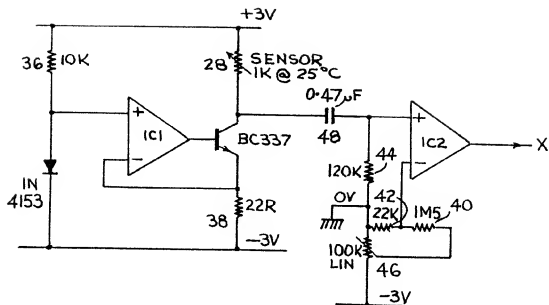 +3V
10K
36
28
SENSOR
1K @ 25°C
0.47µF
48
+
IC1
−
BC337
+
IC2
−
X
120K
44
1N
4153
22R
38
0V
42
22K
1M5
40
100K
LIN
46
−3V
−3V